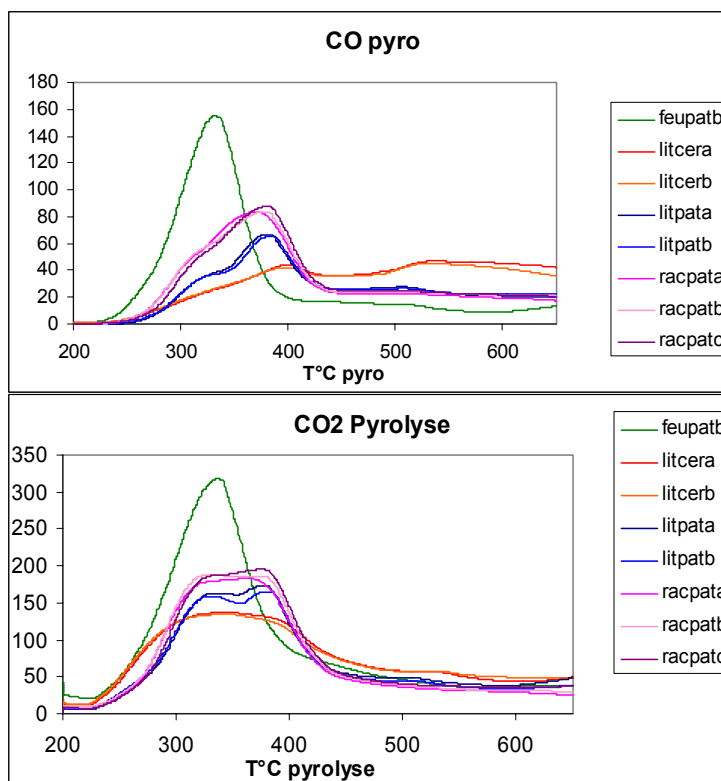 CO pyro
180
160
140
120
100
80
60
40
20
0
200 300 400 500 600
T°C pyro
feupatb
litcera
litcerb
litpata
litpatb
racpata
racpatb
racpatc
CO2 Pyrolyse
350
300
250
200
150
100
50
0
200 300 400 500 600
T°C pyrolyse
feupatb
litcera
litcerb
litpata
litpatb
racpata
racpatb
racpatc